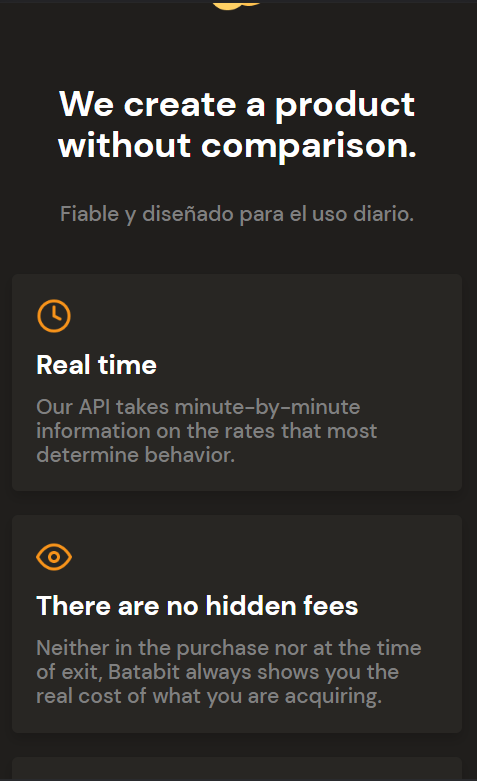 We create a product
without comparison.
Fiable y diseñado para el uso diario.
Real time
Our API takes minute-by-minute
information on the rates that most
determine behavior.
There are no hidden fees
Neither in the purchase nor at the time
of exit, Batabit always shows you the
real cost of what you are acquiring.